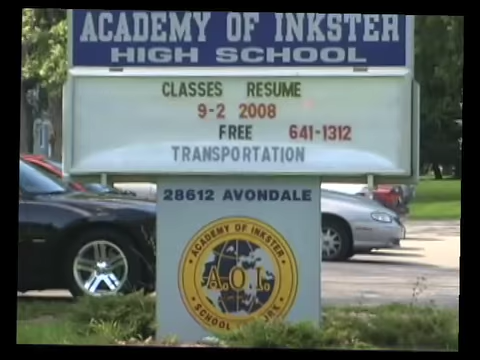 ACADEMY OF INKSTER
HIGH SCHOOL
CLASSES RESUME
9-2 2008
FREE 641-1312
TRANSPORTATION
28612 AVONDALE
ACADEMY OF INKSTER
A.O.I.
SCHOOL